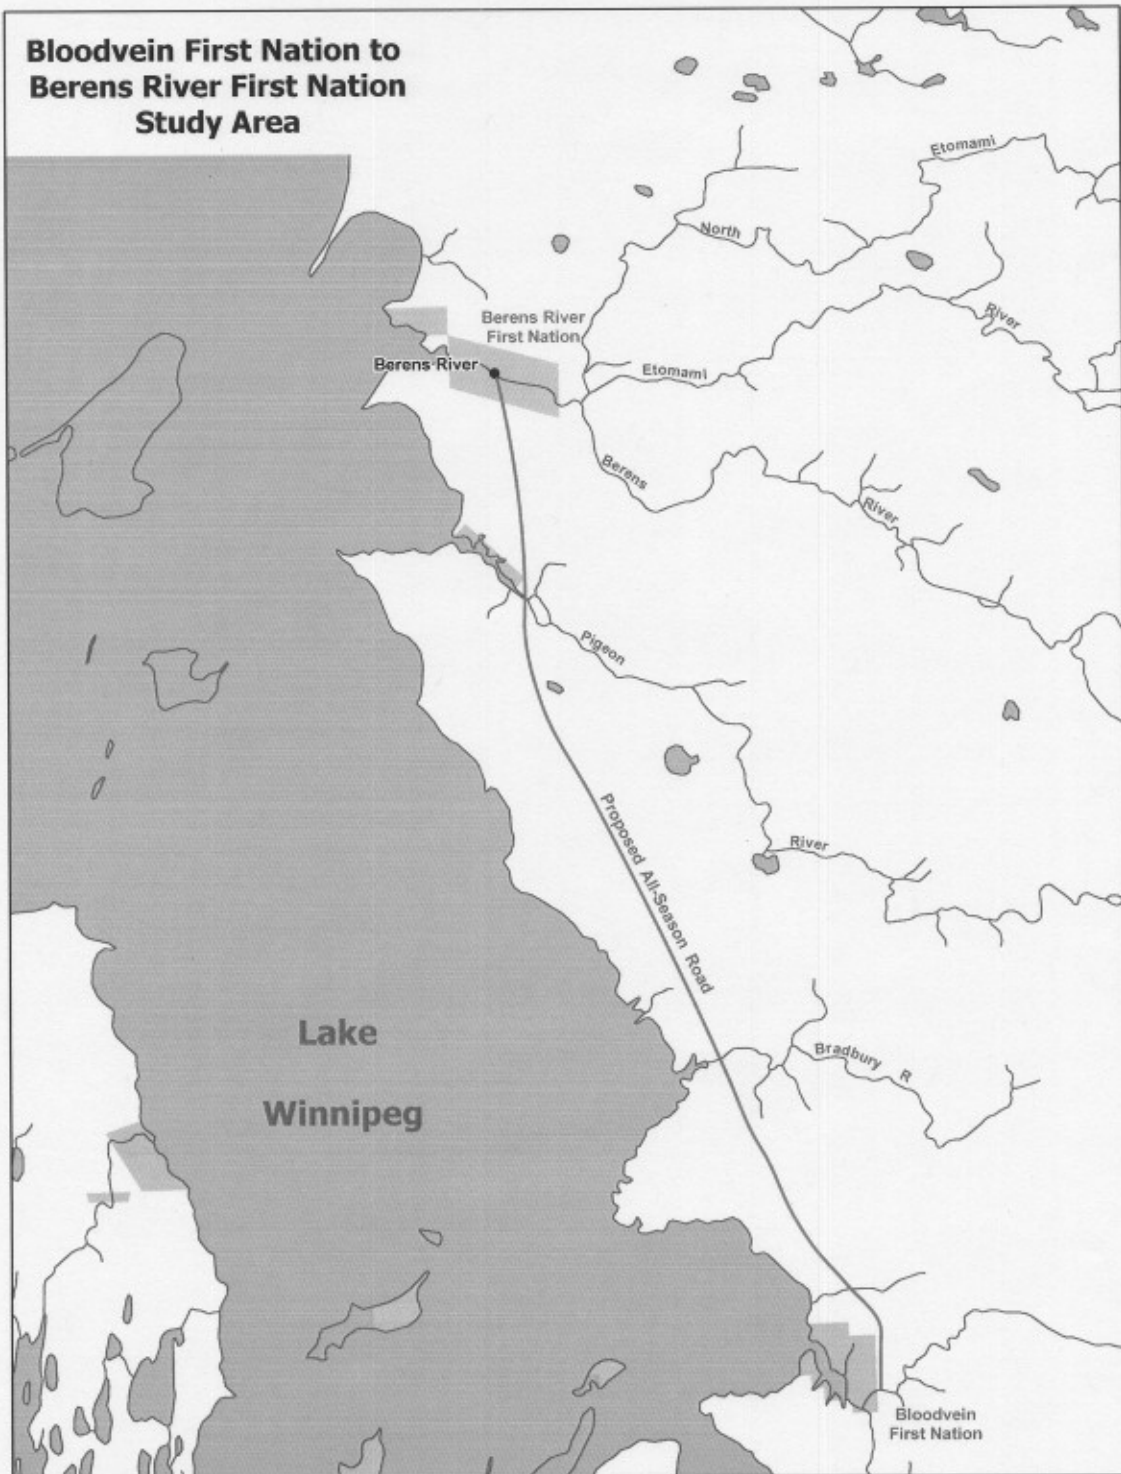 Bloodvein First Nation to
Berens River First Nation
Study Area
Etomami
North
River
Berens River
First Nation
Berens River
Etomami
Berens
River
Pigeon
Proposed All-Season Road
River
Lake
Winnipeg
Bradbury R
Bloodvein
First Nation